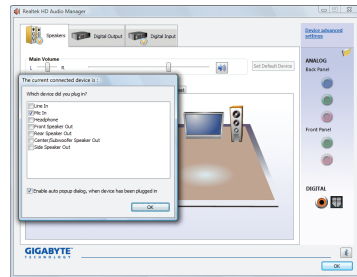 Realtek HD Audio Manager
Speakers
Digital Output
Digital Input
Device advanced
settings
Main Volume
L
R
Set Default Device
The current connected device is :
Which device did you plug in?
Line In
Mic In
Headphone
Front Speaker Out
Rear Speaker Out
Center/Subwoofer Speaker Out
Side Speaker Out
Enable auto popup dialog, when device has been plugged in
OK
ANALOG
Back Panel
Front Panel
DIGITAL
GIGABYTE
TECHNOLOGY
i
OK